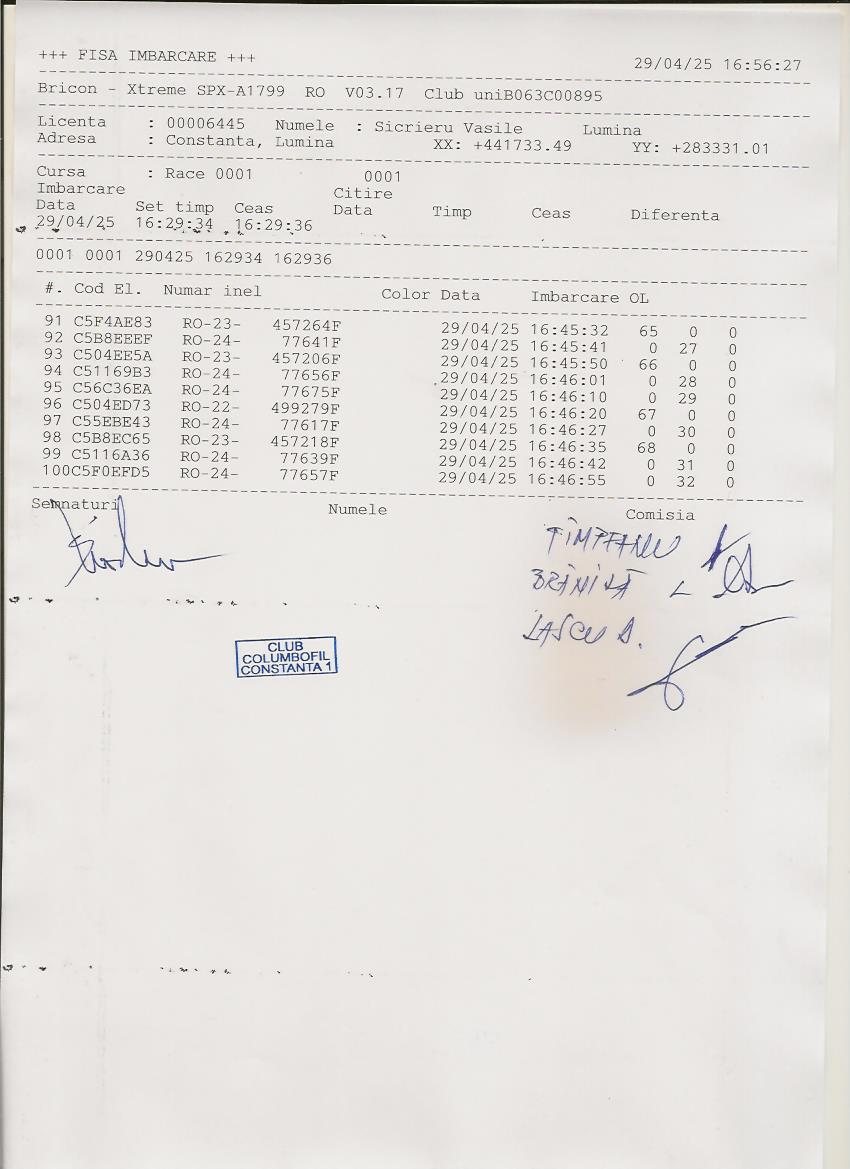 +++ FISA IMBARCARE +++ 29/04/25 16:56:27
Bricon - Xtreme SPX-A1799 RO V03.17 Club uniB063C00895
Licenta : 00006445 Numele : Sicrieru Vasile Lumina
Adresa : Constanta, Lumina XX: +441733.49 YY: +283331.01
Cursa : Race 0001 0001
Imbarcare Citire
Data Set timp Ceas Data Timp Ceas Diferenta
29/04/25 16:29:34 16:29:36
0001 0001 290425 162934 162936
#. Cod El. Numar inel Color Data Imbarcare OL
91 C5F4AE83 RO-23- 457264F 29/04/25 16:45:32 65 0 0
92 C5B8EEEF RO-24- 77641F 29/04/25 16:45:41 0 27 0
93 C504EE5A RO-23- 457206F 29/04/25 16:45:50 66 0 0
94 C51169B3 RO-24- 77656F 29/04/25 16:46:01 0 28 0
95 C56C36EA RO-24- 77675F 29/04/25 16:46:10 0 29 0
96 C504ED73 RO-22- 499279F 29/04/25 16:46:20 67 0 0
97 C55EBE43 RO-24- 77617F 29/04/25 16:46:27 0 30 0
98 C5B8EC65 RO-23- 457218F 29/04/25 16:46:35 68 0 0
99 C5116A36 RO-24- 77639F 29/04/25 16:46:42 0 31 0
100C5F0EFD5 RO-24- 77657F 29/04/25 16:46:55 0 32 0
Semnaturi Numele Comisia
LASCU A.
CLUB
COLUMBOFIL
CONSTANTA 1